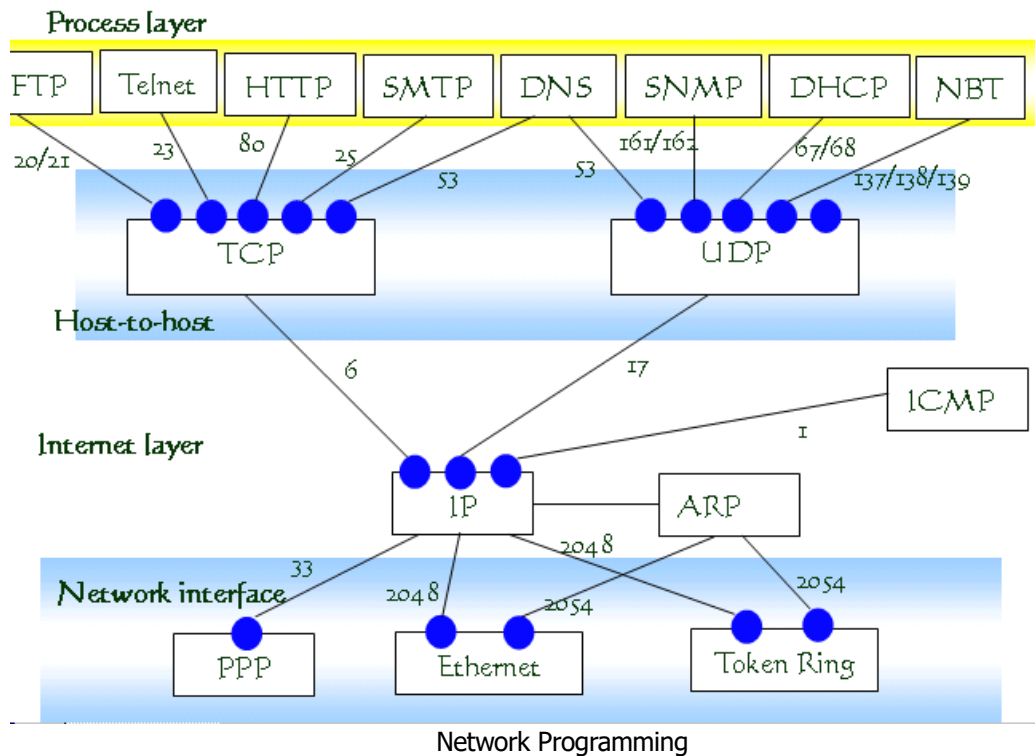 Process layer
FTP Telnet HTTP SMTP DNS SNMP DHCP NBT
20/21 23 80 25 53 53 161/162 67/68 137/138/139
TCP UDP
Host-to-host
6 17
ICMP
1
Internet layer
IP ARP
33 2048 2054 2048 2054
Network interface
PPP Ethernet Token Ring
Network Programming